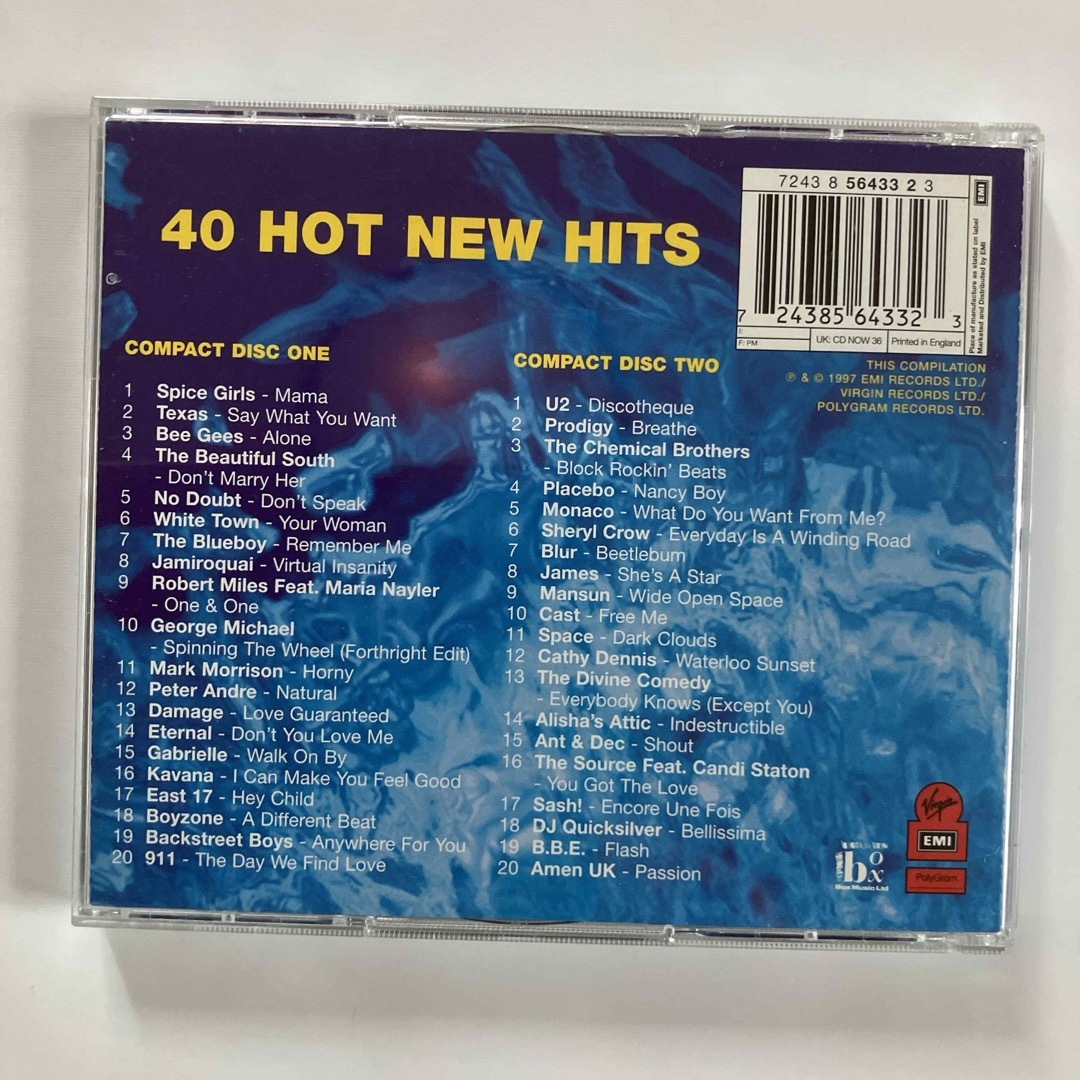 40 HOT NEW HITS
7243 8 56433 2 3
7 24385 64332 3
F: PM
UK: CD NOW 36
Printed in England
EMI
Place of manufacture as stated on label
Marketed and Distributed by EMI
THIS COMPILATION
℗ & © 1997 EMI RECORDS LTD./
VIRGIN RECORDS LTD./
POLYGRAM RECORDS LTD.
COMPACT DISC ONE
1 Spice Girls - Mama
2 Texas - Say What You Want
3 Bee Gees - Alone
4 The Beautiful South
- Don't Marry Her
5 No Doubt - Don't Speak
6 White Town - Your Woman
7 The Blueboy - Remember Me
8 Jamiroquai - Virtual Insanity
9 Robert Miles Feat. Maria Nayler
- One & One
10 George Michael
- Spinning The Wheel (Forthright Edit)
11 Mark Morrison - Horny
12 Peter Andre - Natural
13 Damage - Love Guaranteed
14 Eternal - Don't You Love Me
15 Gabrielle - Walk On By
16 Kavana - I Can Make You Feel Good
17 East 17 - Hey Child
18 Boyzone - A Different Beat
19 Backstreet Boys - Anywhere For You
20 911 - The Day We Find Love
COMPACT DISC TWO
1 U2 - Discotheque
2 Prodigy - Breathe
3 The Chemical Brothers
- Block Rockin' Beats
4 Placebo - Nancy Boy
5 Monaco - What Do You Want From Me?
6 Sheryl Crow - Everyday Is A Winding Road
7 Blur - Beetlebum
8 James - She's A Star
9 Mansun - Wide Open Space
10 Cast - Free Me
11 Space - Dark Clouds
12 Cathy Dennis - Waterloo Sunset
13 The Divine Comedy
- Everybody Knows (Except You)
14 Alisha's Attic - Indestructible
15 Ant & Dec - Shout
16 The Source Feat. Candi Staton
- You Got The Love
17 Sash! - Encore Une Fois
18 DJ Quicksilver - Bellissima
19 B.B.E. - Flash
20 Amen UK - Passion
box
Box Music Ltd
Virgin
EMI
PolyGram